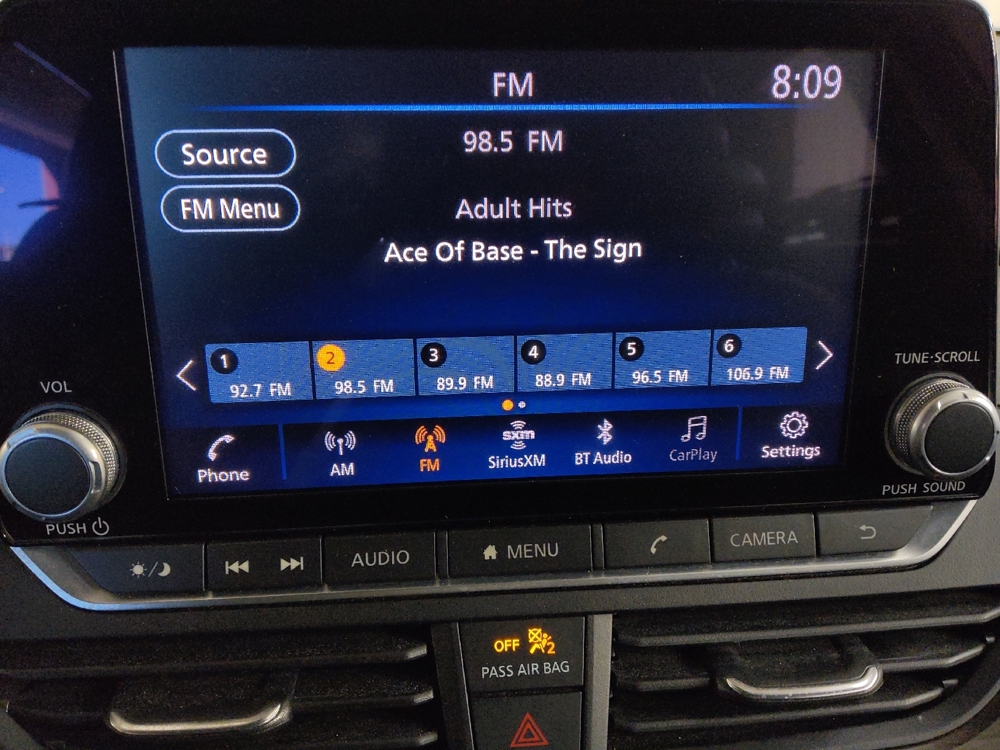 FM
8:09
98.5 FM
Source
FM Menu
Adult Hits
Ace Of Base - The Sign
1
2
3
4
5
6
92.7 FM
98.5 FM
89.9 FM
88.9 FM
96.5 FM
106.9 FM
Phone
AM
FM
sxm
SiriusXM
BT Audio
CarPlay
Settings
VOL
PUSH
TUNE·SCROLL
PUSH SOUND
AUDIO
MENU
CAMERA
OFF
2
PASS AIR BAG